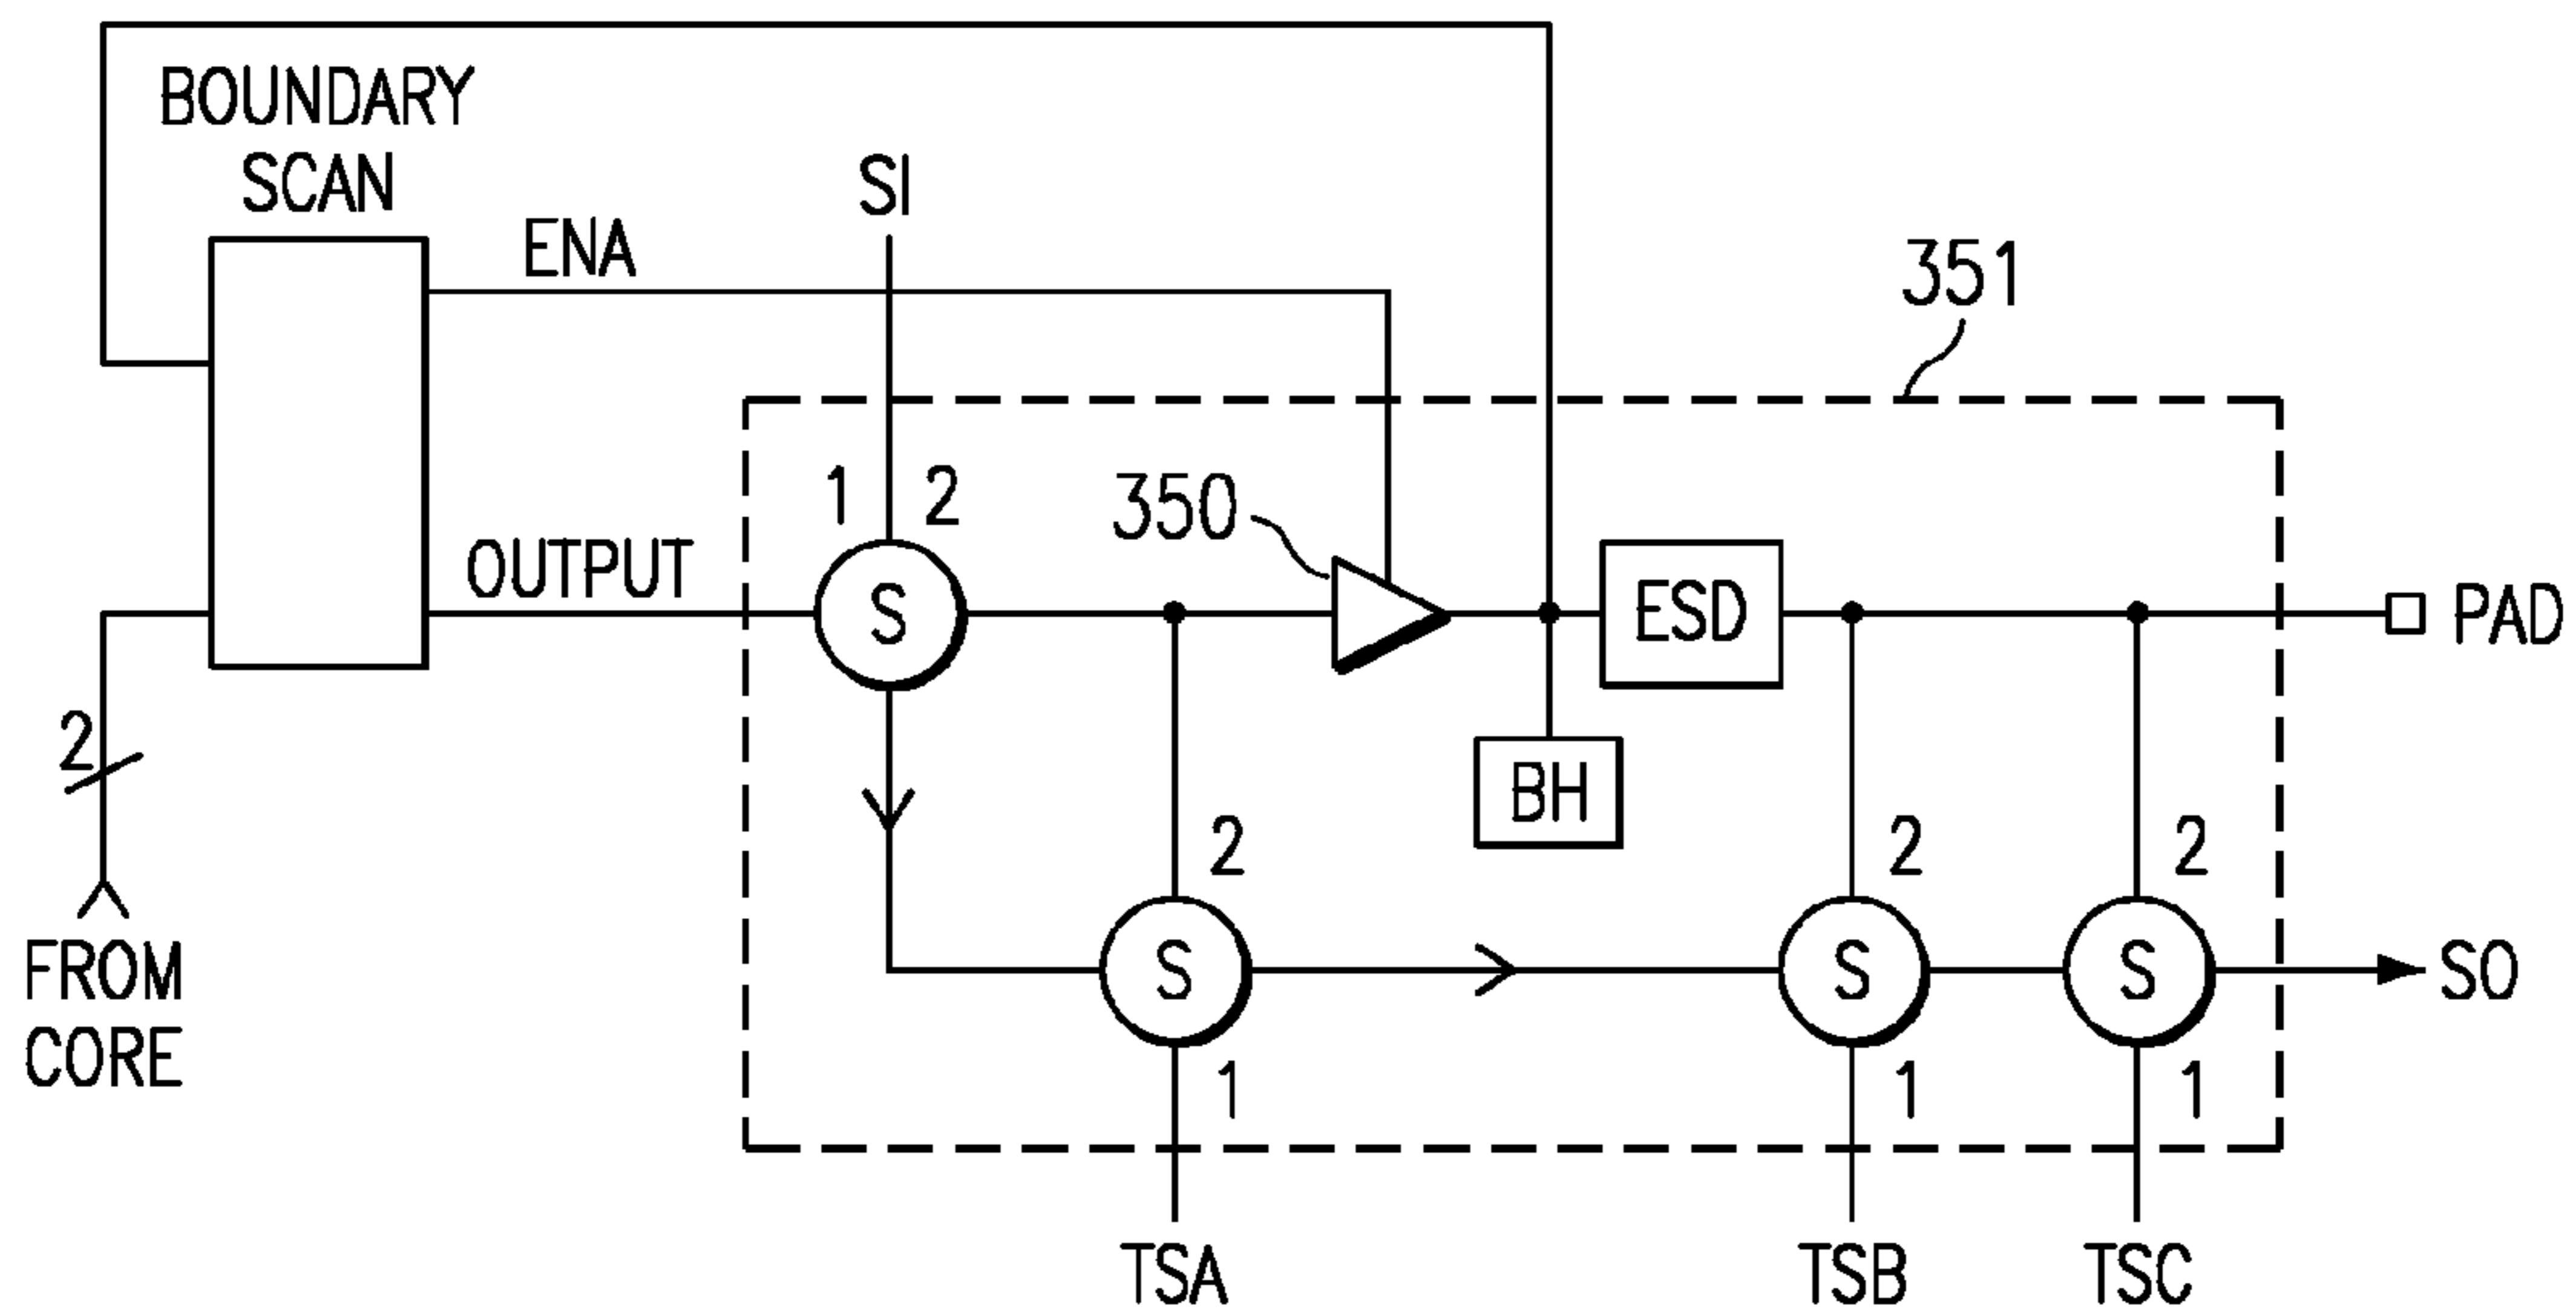 BOUNDARY
SCAN
SI
ENA
351
1 2
350
OUTPUT
S
ESD
PAD
2
BH
2
2
2
S
S
S
SO
FROM
CORE
1
1
1
TSA
TSB
TSC